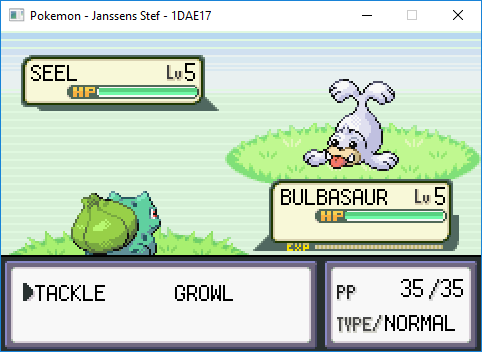 Pokemon - Janssens Stef - 1DAE17
SEEL Lv5
HP
BULBASAUR Lv5
HP
EXP
TACKLE GROWL
PP 35/35
TYPE/NORMAL